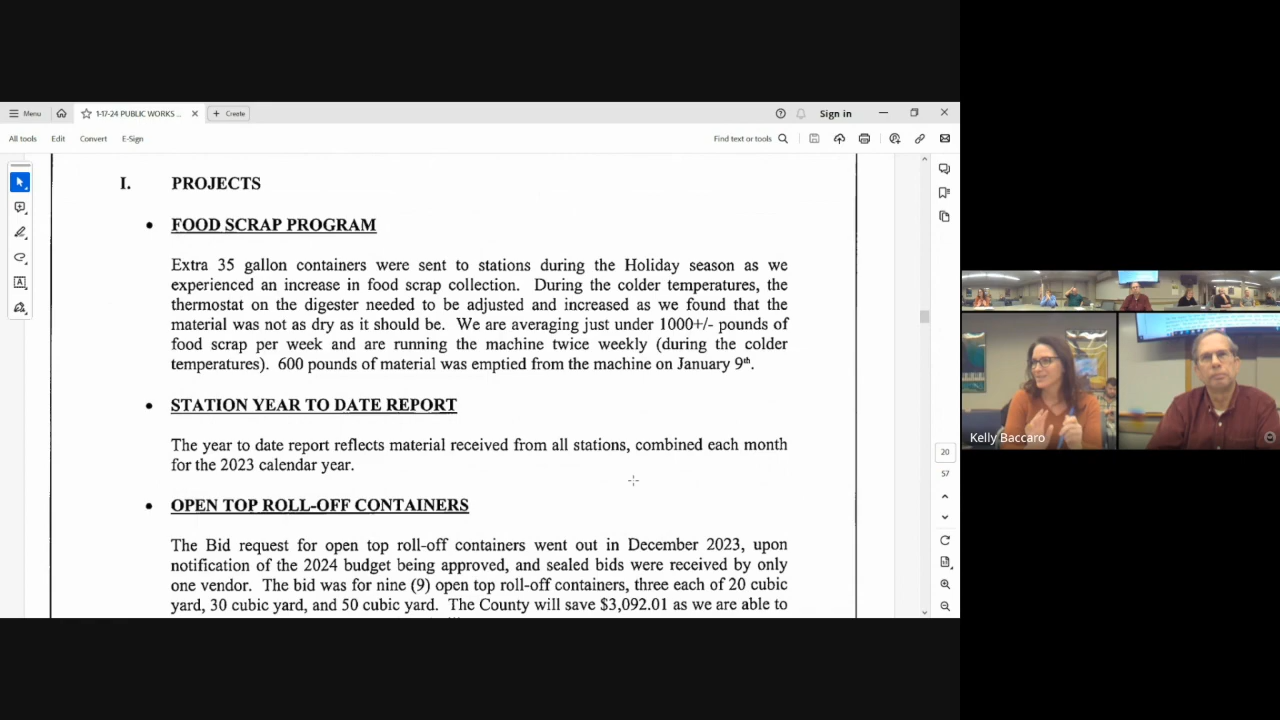 Menu
1-17-24 PUBLIC WORKS ...
Create
Sign in
All tools
Edit
Convert
E-Sign
Find text or tools
I. PROJECTS
• FOOD SCRAP PROGRAM
Extra 35 gallon containers were sent to stations during the Holiday season as we
experienced an increase in food scrap collection. During the colder temperatures, the
thermostat on the digester needed to be adjusted and increased as we found that the
material was not as dry as it should be. We are averaging just under 1000+/- pounds of
food scrap per week and are running the machine twice weekly (during the colder
temperatures). 600 pounds of material was emptied from the machine on January 9th.
• STATION YEAR TO DATE REPORT
The year to date report reflects material received from all stations, combined each month
for the 2023 calendar year.
• OPEN TOP ROLL-OFF CONTAINERS
The Bid request for open top roll-off containers went out in December 2023, upon
notification of the 2024 budget being approved, and sealed bids were received by only
one vendor. The bid was for nine (9) open top roll-off containers, three each of 20 cubic
yard, 30 cubic yard, and 50 cubic yard. The County will save $3,092.01 as we are able to
20
57
Kelly Baccaro